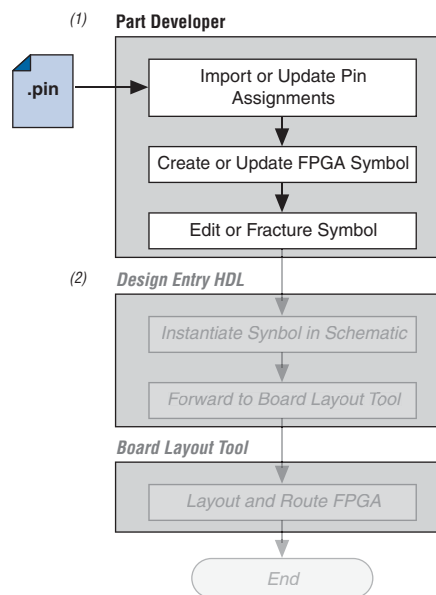 (1) Part Developer
.pin
Import or Update Pin
Assignments
Create or Update FPGA Symbol
Edit or Fracture Symbol
(2) Design Entry HDL
Instantiate Synbol in Schematic
Forward to Board Layout Tool
Board Layout Tool
Layout and Route FPGA
End